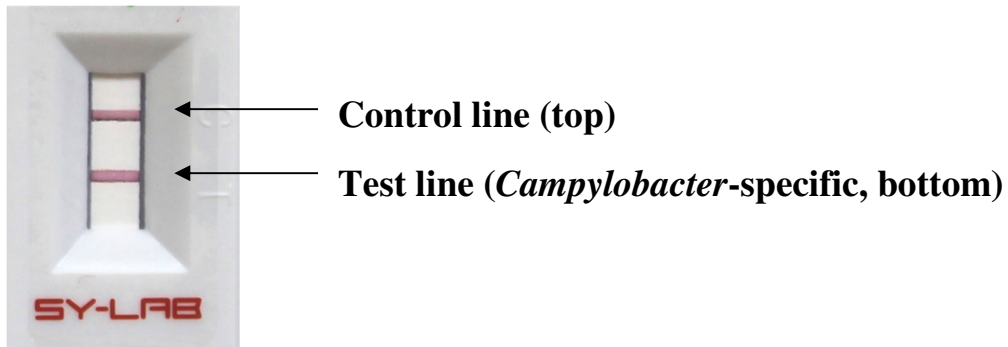 C
Control line (top)
T
Test line (Campylobacter-specific, bottom)
SY-LAB